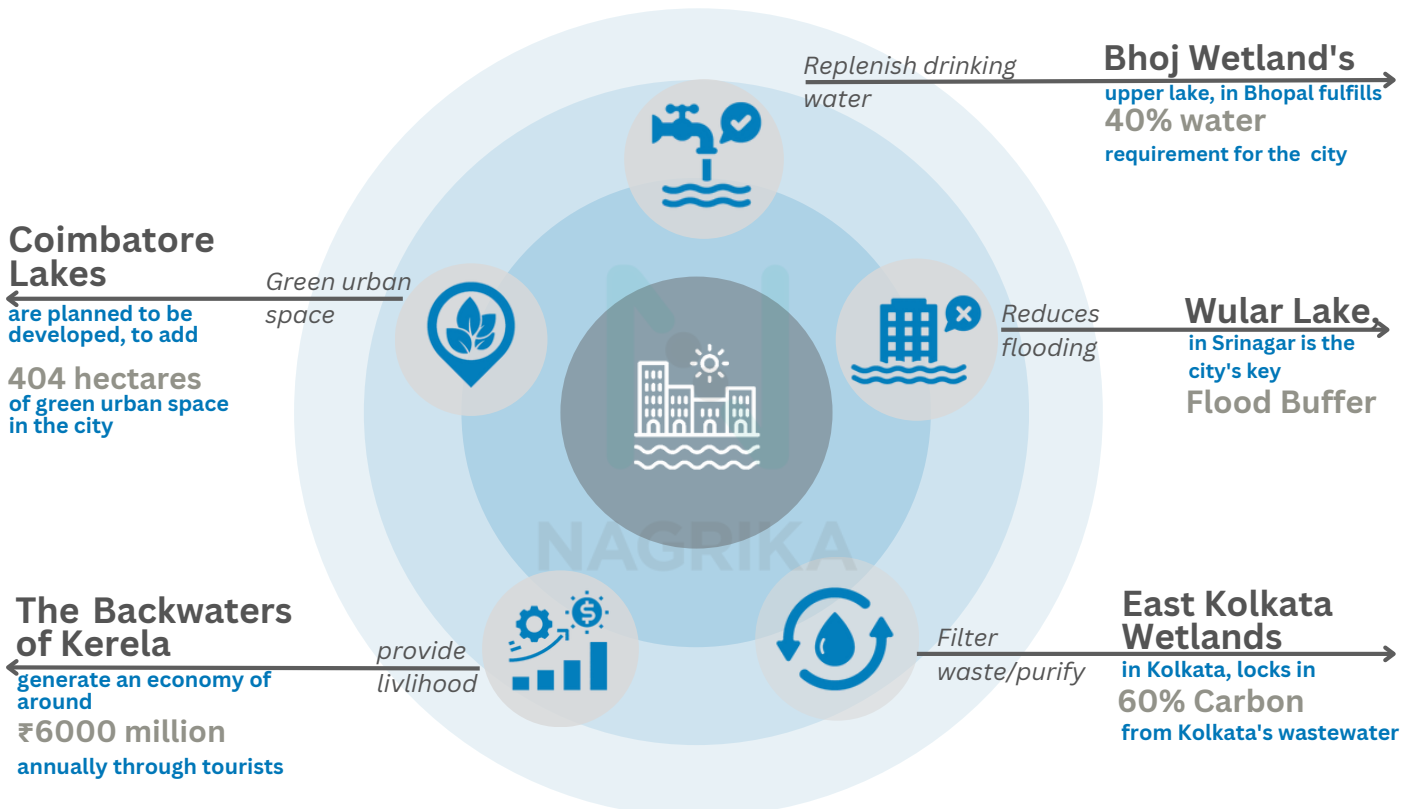 Replenish drinking
water
Bhoj Wetland's
upper lake, in Bhopal fulfills
40% water
requirement for the city
Coimbatore
Lakes
Green urban
space
are planned to be
developed, to add
404 hectares
of green urban space
in the city
Reduces
flooding
Wular Lake,
in Srinagar is the
city's key
Flood Buffer
NAGRIKA
The Backwaters
of Kerela
provide
livlihood
generate an economy of
around
₹6000 million
annually through tourists
Filter
waste/purify
East Kolkata
Wetlands
in Kolkata, locks in
60% Carbon
from Kolkata's wastewater